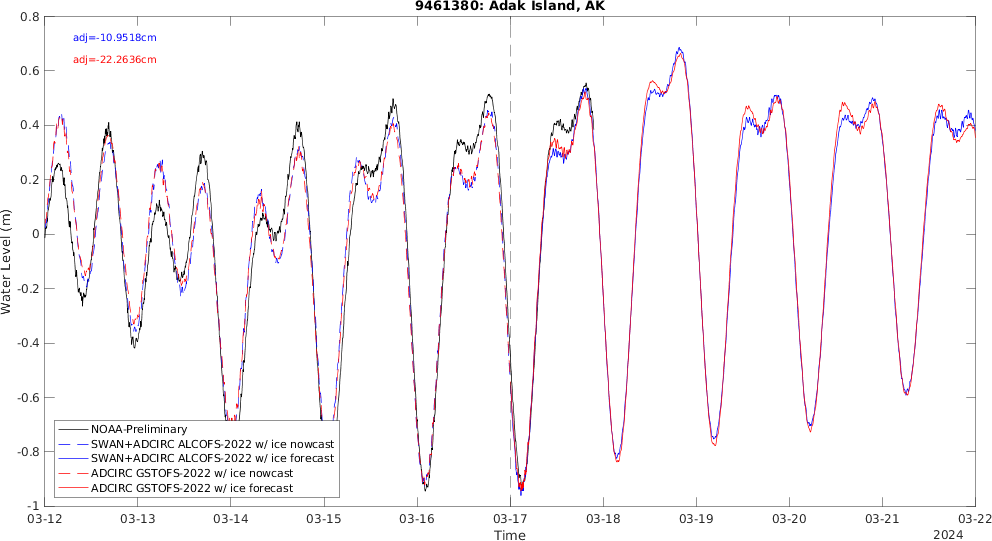 9461380: Adak Island, AK
adj=-10.9518cm
adj=-22.2636cm
0.8
0.6
0.4
0.2
0
-0.2
-0.4
-0.6
-0.8
-1
Water Level (m)
NOAA-Preliminary
SWAN+ADCIRC ALCOFS-2022 w/ ice nowcast
SWAN+ADCIRC ALCOFS-2022 w/ ice forecast
ADCIRC GSTOFS-2022 w/ ice nowcast
ADCIRC GSTOFS-2022 w/ ice forecast
03-12 03-13 03-14 03-15 03-16 03-17 03-18 03-19 03-20 03-21 03-22
Time
2024